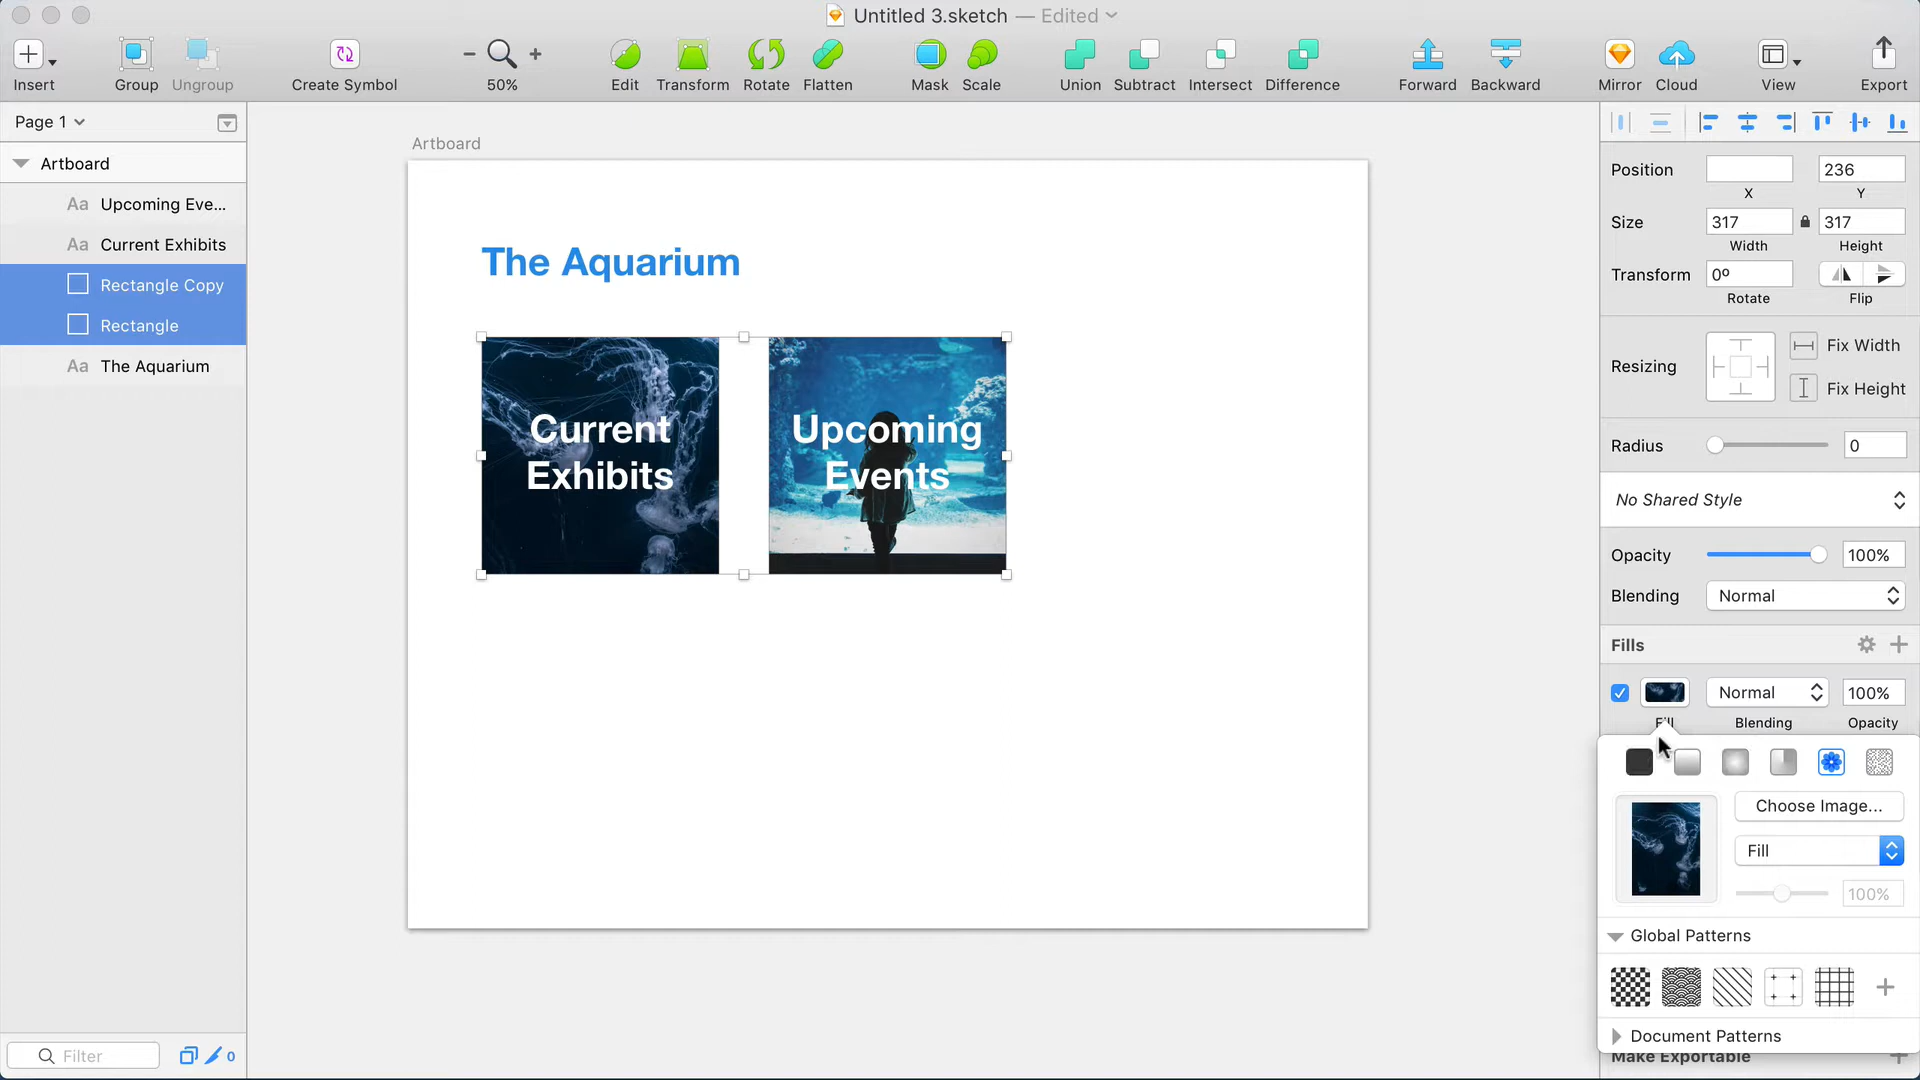 Untitled 3.sketch — Edited
Insert
Group
Ungroup
Create Symbol
50%
Edit
Transform
Rotate
Flatten
Mask
Scale
Union
Subtract
Intersect
Difference
Forward
Backward
Mirror
Cloud
View
Export
Page 1
Artboard
Aa Upcoming Eve...
Aa Current Exhibits
Rectangle Copy
Rectangle
Aa The Aquarium
Filter
0
Artboard
The Aquarium
Current
Exhibits
Upcoming
Events
Position
236
X
Y
Size
317
317
Width
Height
Transform
0º
Rotate
Flip
Resizing
Fix Width
Fix Height
Radius
0
No Shared Style
Opacity
100%
Blending
Normal
Fills
Normal
100%
Fill
Blending
Opacity
Choose Image...
Fill
100%
Global Patterns
Document Patterns
Make Exportable